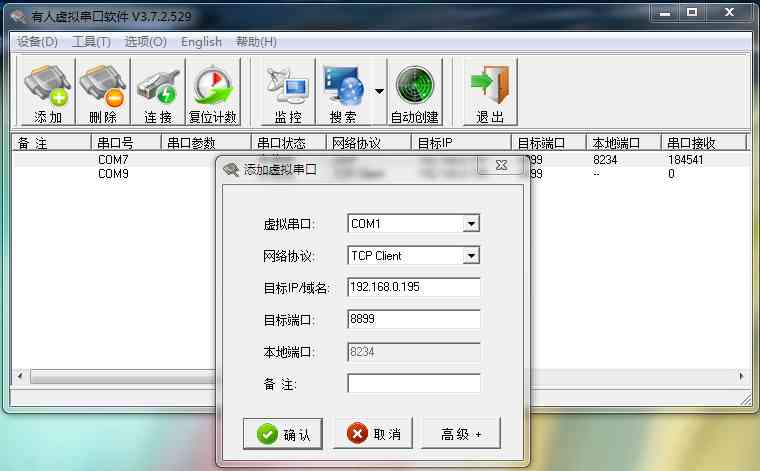 有人虚拟串口软件 V3.7.2.529
设备(D) 工具(T) 选项(O) English 帮助(H)
添加 删除 连接 复位计数 监控 搜索 自动创建 退出
备 注 串口号 串口参数 串口状态 网络协议 目标IP 目标端口 本地端口 串口接收
COM7 8234 184541
COM9 -- 0
添加虚拟串口
虚拟串口: COM1
网络协议: TCP Client
目标IP/域名: 192.168.0.195
目标端口: 8899
本地端口: 8234
备 注:
确认 取消 高级 +